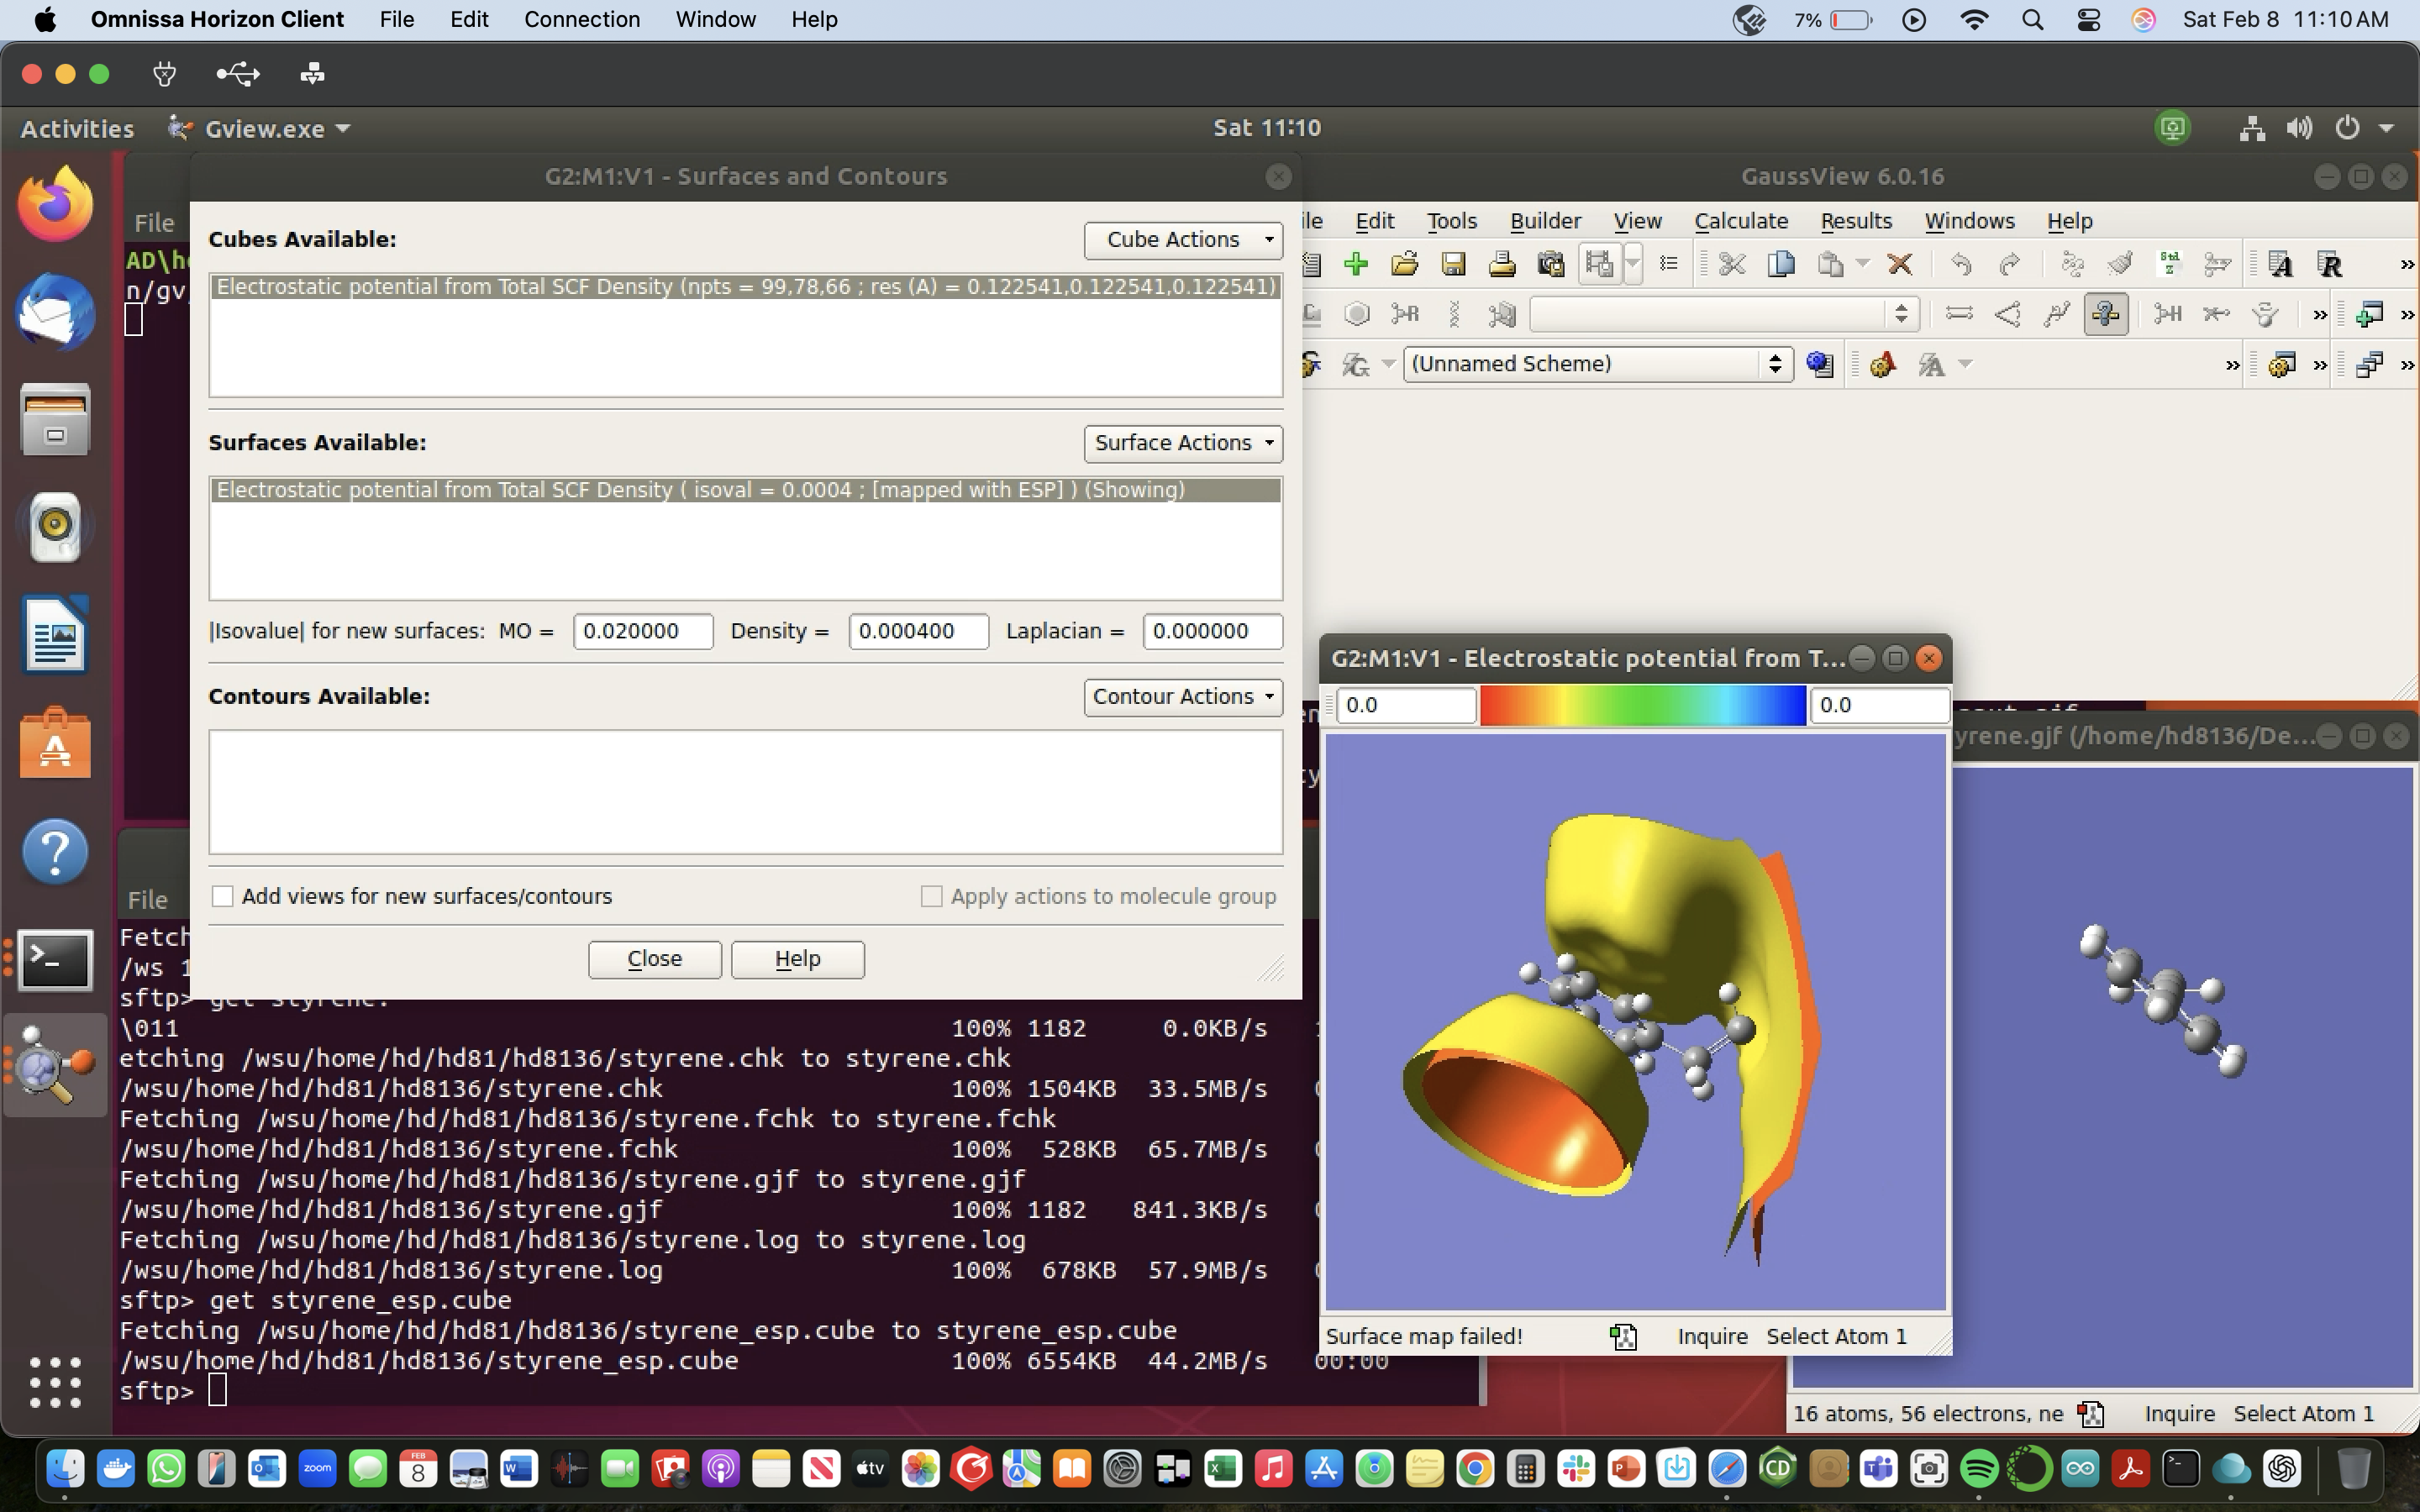 Omnissa Horizon Client File Edit Connection Window Help 7% Sat Feb 8 11:10 AM
Activities Gview.exe Sat 11:10
G2:M1:V1 - Surfaces and Contours
Cubes Available: Cube Actions
Electrostatic potential from Total SCF Density (npts = 99,78,66 ; res (A) = 0.122541,0.122541,0.122541)
Surfaces Available: Surface Actions
Electrostatic potential from Total SCF Density ( isoval = 0.0004 ; [mapped with ESP] ) (Showing)
|Isovalue| for new surfaces: MO = 0.020000 Density = 0.000400 Laplacian = 0.000000
Contours Available: Contour Actions
Add views for new surfaces/contours Apply actions to molecule group
Close Help
GaussView 6.0.16
ile Edit Tools Builder View Calculate Results Windows Help
Std
Z
A R »
R H » »
(Unnamed Scheme) » » »
File
AD\h
n/gv
G2:M1:V1 - Electrostatic potential from T...
0.0 0.0
Surface map failed! Inquire Select Atom 1
yrene.gjf (/home/hd8136/De...
16 atoms, 56 electrons, ne Inquire Select Atom 1
File
Fetch
/ws 1
sftp> get styrene.
\011 100% 1182 0.0KB/s
etching /wsu/home/hd/hd81/hd8136/styrene.chk to styrene.chk
/wsu/home/hd/hd81/hd8136/styrene.chk 100% 1504KB 33.5MB/s
Fetching /wsu/home/hd/hd81/hd8136/styrene.fchk to styrene.fchk
/wsu/home/hd/hd81/hd8136/styrene.fchk 100% 528KB 65.7MB/s
Fetching /wsu/home/hd/hd81/hd8136/styrene.gjf to styrene.gjf
/wsu/home/hd/hd81/hd8136/styrene.gjf 100% 1182 841.3KB/s
Fetching /wsu/home/hd/hd81/hd8136/styrene.log to styrene.log
/wsu/home/hd/hd81/hd8136/styrene.log 100% 678KB 57.9MB/s
sftp> get styrene_esp.cube
Fetching /wsu/home/hd/hd81/hd8136/styrene_esp.cube to styrene_esp.cube
/wsu/home/hd/hd81/hd8136/styrene_esp.cube 100% 6554KB 44.2MB/s 00:00
sftp>
zoom FEB 8 tv CD